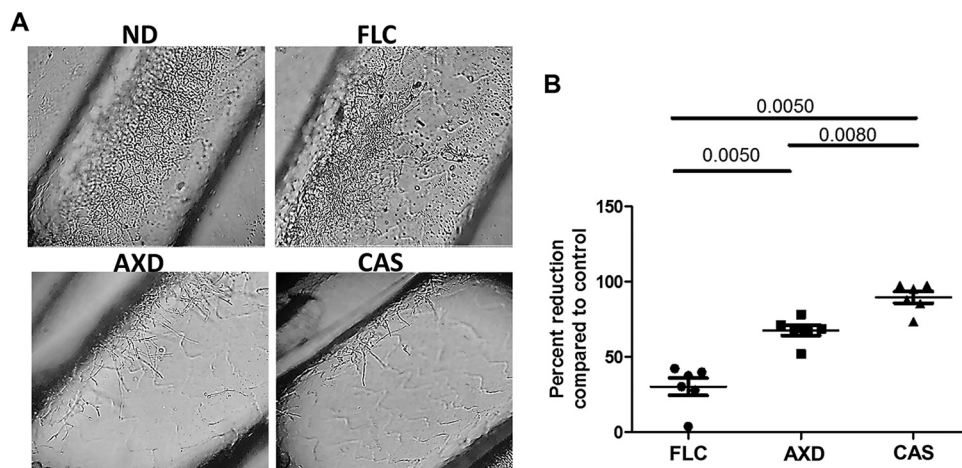 A
ND
FLC
AXD
CAS
B
0.0050
0.0080
0.0050
150
100
50
0
Percent reduction
compared to control
FLC
AXD
CAS